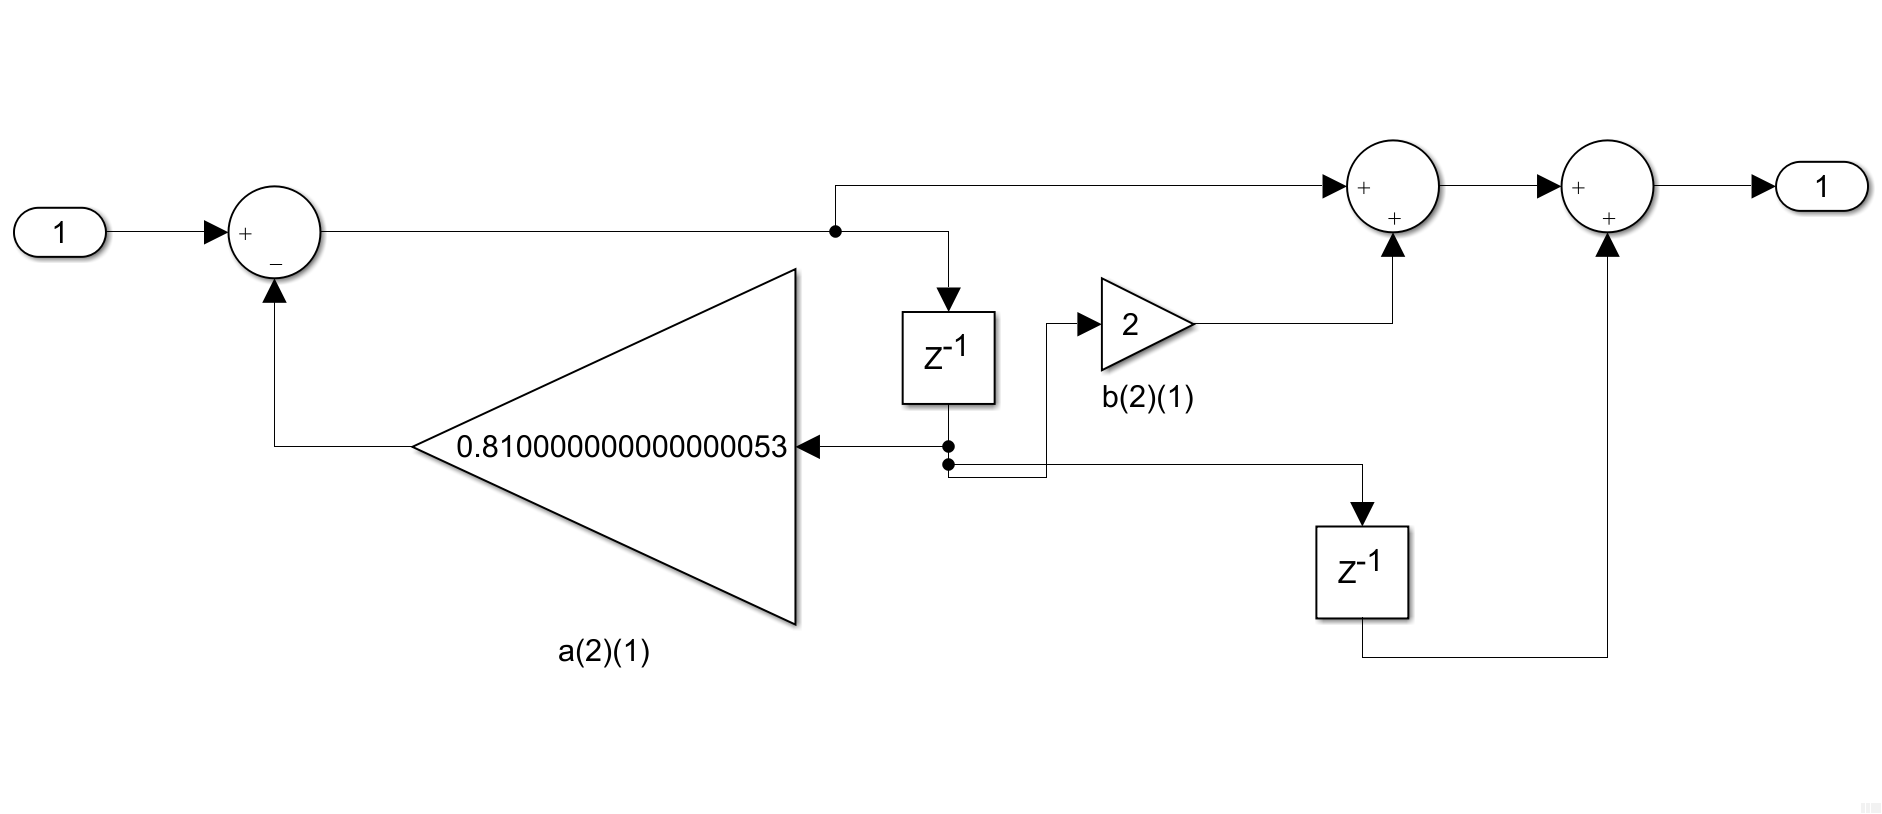 1
+
−
+
+
+
+
1
Z-1
2
b(2)(1)
0.810000000000000053
Z-1
a(2)(1)